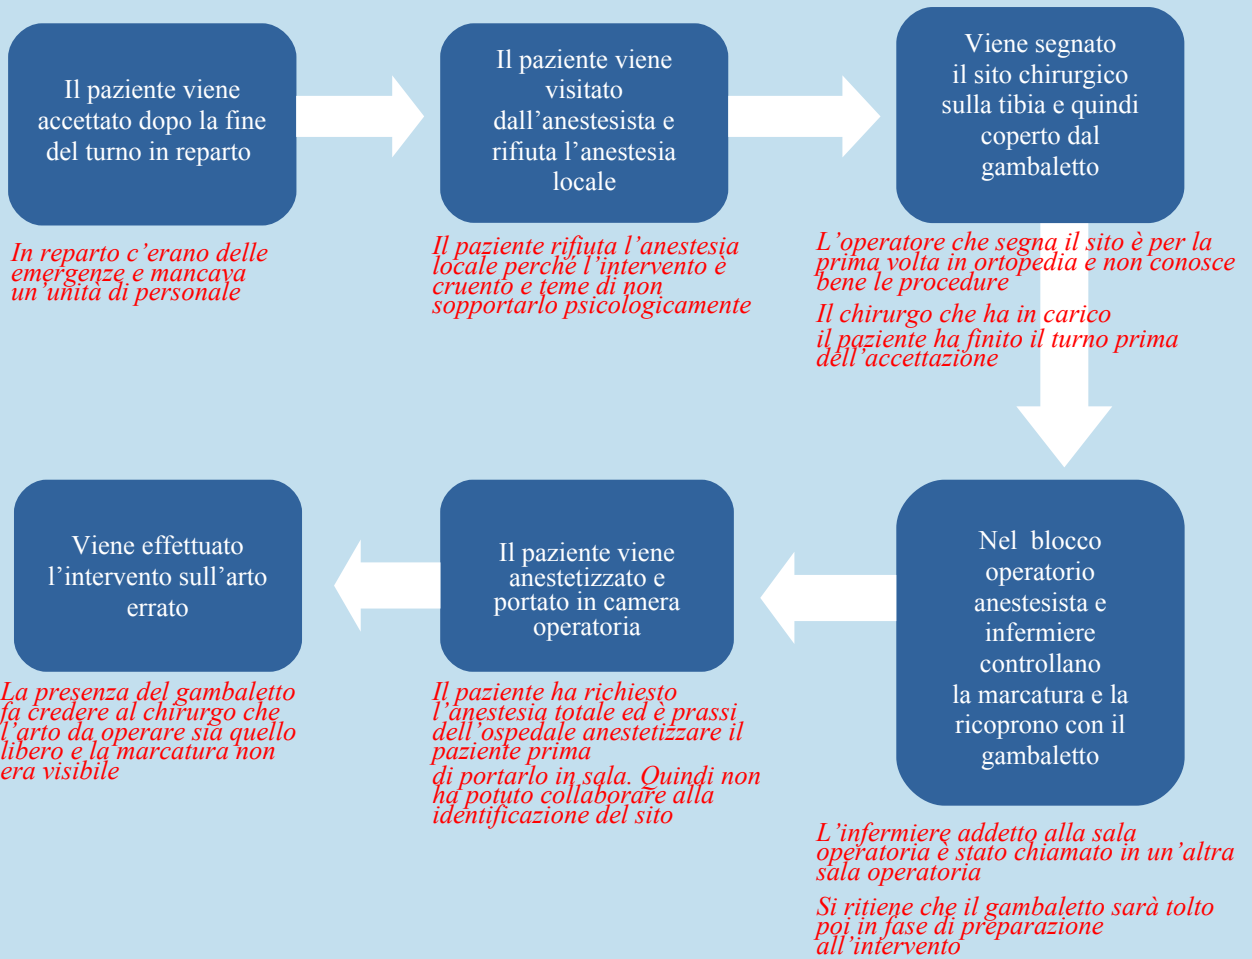 Il paziente viene
accettato dopo la fine
del turno in reparto
In reparto c’erano delle
emergenze e mancava
un’unità di personale
Il paziente viene
visitato
dall’anestesista e
rifiuta l’anestesia
locale
Il paziente rifiuta l’anestesia
locale perché l’intervento è
cruento e teme di non
sopportarlo psicologicamente
Viene segnato
il sito chirurgico
sulla tibia e quindi
coperto dal
gambaletto
L’operatore che segna il sito è per la
prima volta in ortopedia e non conosce
bene le procedure
Il chirurgo che ha in carico
il paziente ha finito il turno prima
dell’accettazione
Nel blocco
operatorio
anestesista e
infermiere
controllano
la marcatura e la
ricoprono con il
gambaletto
L’infermiere addetto alla sala
operatoria è stato chiamato in un’altra
sala operatoria
Si ritiene che il gambaletto sarà tolto
poi in fase di preparazione
all’intervento
Il paziente viene
anestetizzato e
portato in camera
operatoria
Il paziente ha richiesto
l’anestesia totale ed è prassi
dell’ospedale anestetizzare il
paziente prima
di portarlo in sala. Quindi non
ha potuto collaborare alla
identificazione del sito
Viene effettuato
l’intervento sull’arto
errato
La presenza del gambaletto
fa credere al chirurgo che
l’arto da operare sia quello
libero e la marcatura non
era visibile